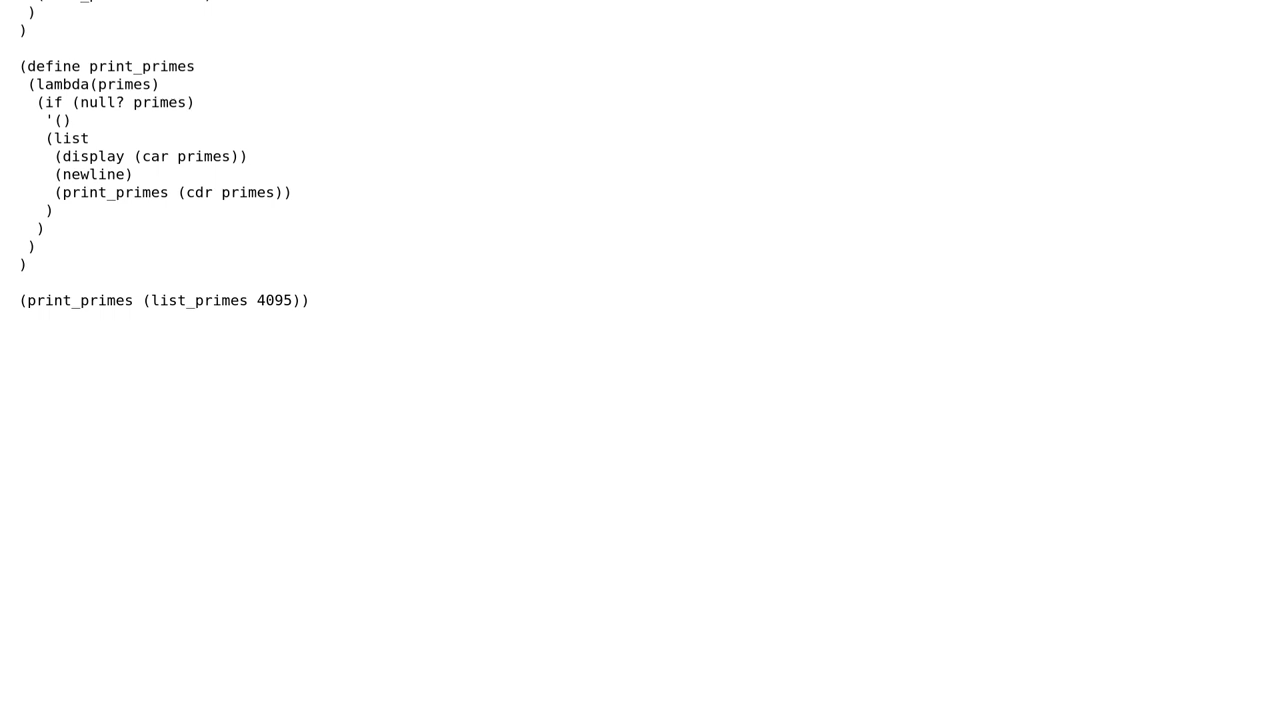 )
)
(define print_primes
(lambda(primes)
(if (null? primes)
'()
(list
(display (car primes))
(newline)
(print_primes (cdr primes))
)
)
)
)
(print_primes (list_primes 4095))